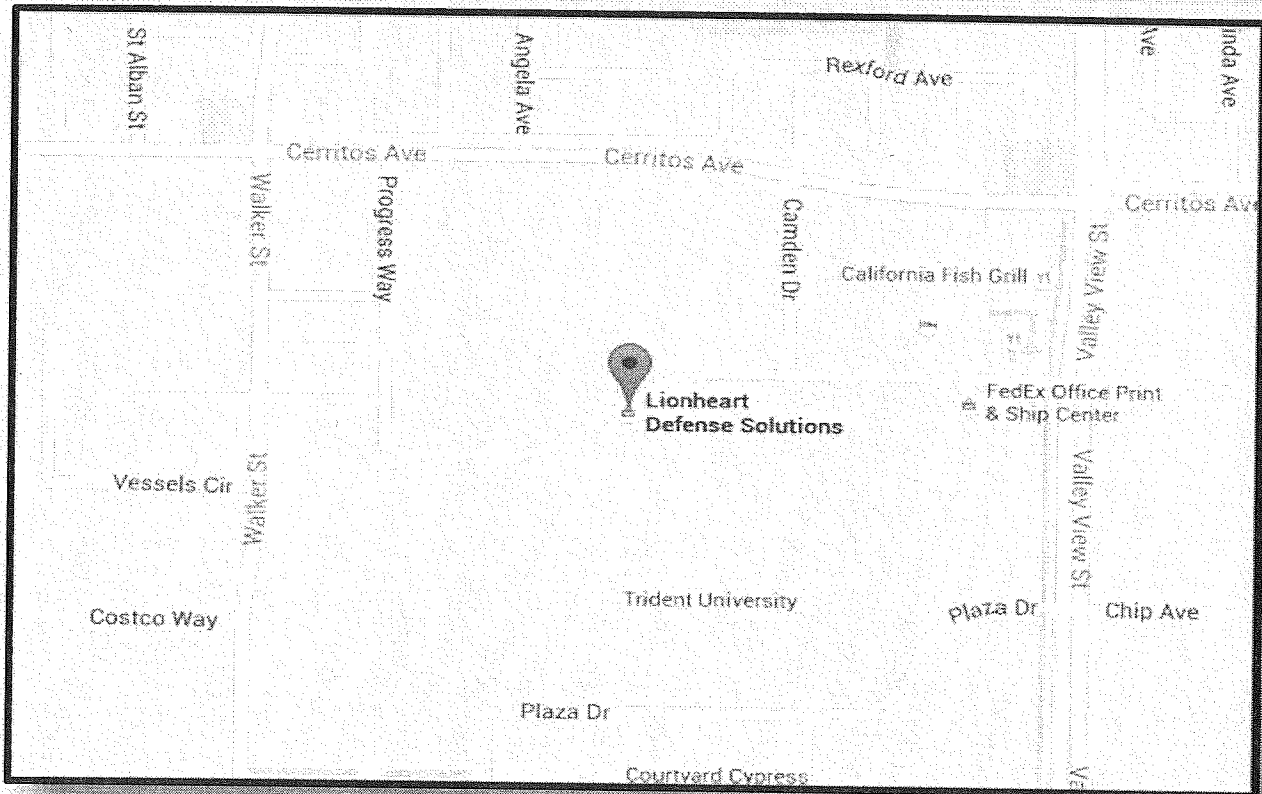 St Alban St
Angela Ave
Rexford Ave
Ave
inda Ave
Cerritos Ave
Cerritos Ave
Cerritos Ave
Walker St
Progress Way
Camden Dr
Valley View St
California Fish Grill
Lionheart
Defense Solutions
FedEx Office Print
& Ship Center
Vessels Cir
Walker St
Valley View St
Costco Way
Trident University
Plaza Dr
Chip Ave
Plaza Dr
Courtyard Cypress
Va